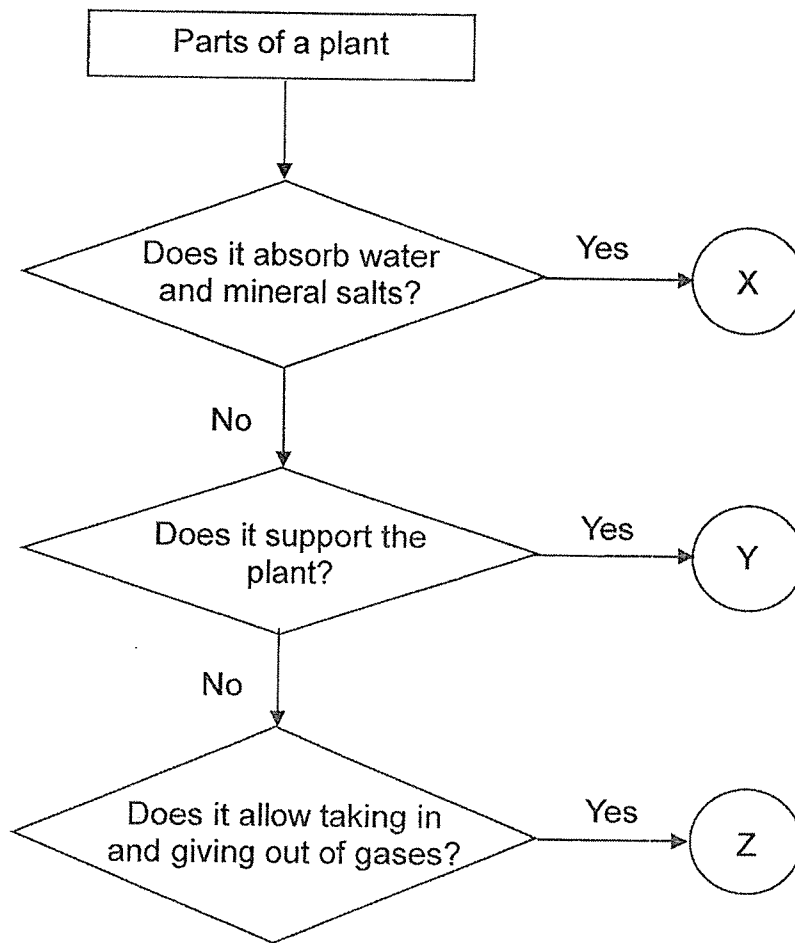 Parts of a plant
Does it absorb water
and mineral salts?
Yes
X
No
Does it support the
plant?
Yes
Y
No
Does it allow taking in
and giving out of gases?
Yes
Z